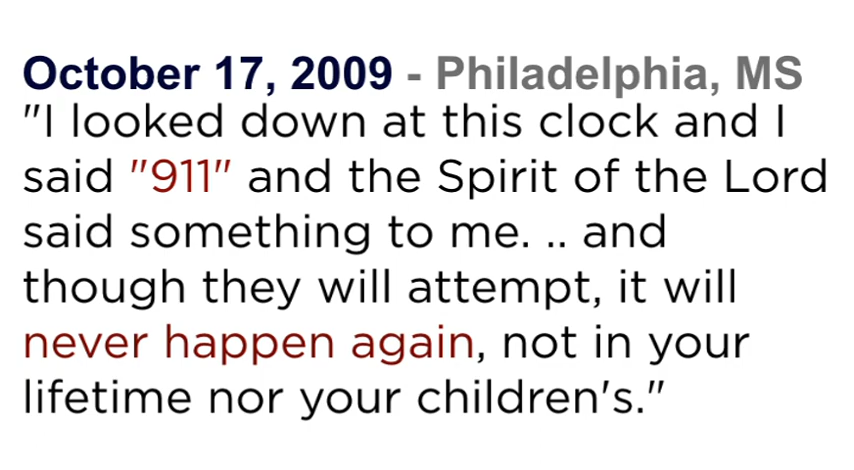 October 17, 2009 - Philadelphia, MS
"I looked down at this clock and I
said "911" and the Spirit of the Lord
said something to me. .. and
though they will attempt, it will
never happen again, not in your
lifetime nor your children's."